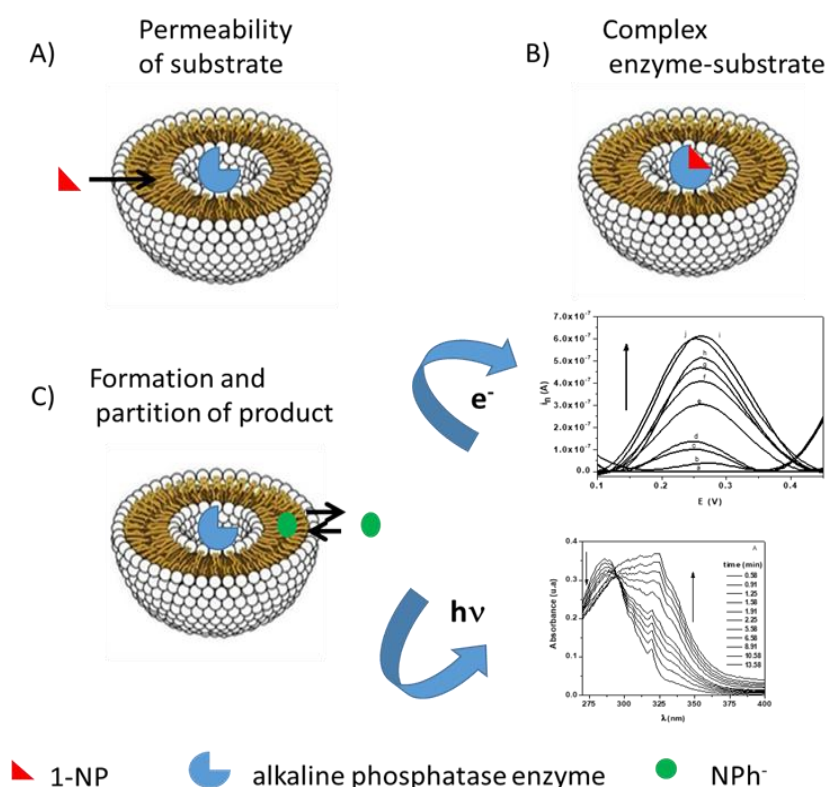 A)
Permeability
of substrate
B)
Complex
enzyme-substrate
C)
Formation and
partition of product
e-
7.0x10-7
6.0x10-7
5.0x10-7
4.0x10-7
3.0x10-7
2.0x10-7
1.0x10-7
0.0
In (A)
j
i
h
g
f
e
d
c
b
a
0.1
0.2
0.3
0.4
E (V)
hν
A
0.4
0.3
0.2
0.1
0.0
Absorbance (u.a)
time (min)
0.58
0.91
1.25
1.58
1.91
2.25
5.58
6.58
8.91
10.58
13.58
275
300
325
350
375
400
λ(nm)
1-NP
alkaline phosphatase enzyme
NPh-